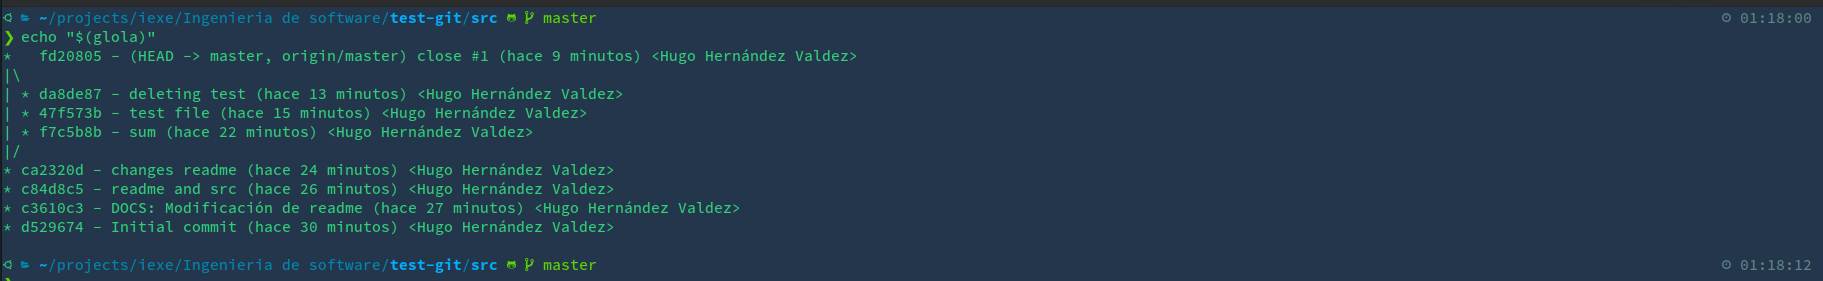 ~/projects/iexe/Ingenieria de software/test-git/src master 01:18:00
❯ echo "$(glola)"
*   fd20805 - (HEAD -> master, origin/master) close #1 (hace 9 minutos) <Hugo Hernández Valdez>
|\
| * da8de87 - deleting test (hace 13 minutos) <Hugo Hernández Valdez>
| * 47f573b - test file (hace 15 minutos) <Hugo Hernández Valdez>
| * f7c5b8b - sum (hace 22 minutos) <Hugo Hernández Valdez>
|/
* ca2320d - changes readme (hace 24 minutos) <Hugo Hernández Valdez>
* c84d8c5 - readme and src (hace 26 minutos) <Hugo Hernández Valdez>
* c3610c3 - DOCS: Modificación de readme (hace 27 minutos) <Hugo Hernández Valdez>
* d529674 - Initial commit (hace 30 minutos) <Hugo Hernández Valdez>
~/projects/iexe/Ingenieria de software/test-git/src master 01:18:12